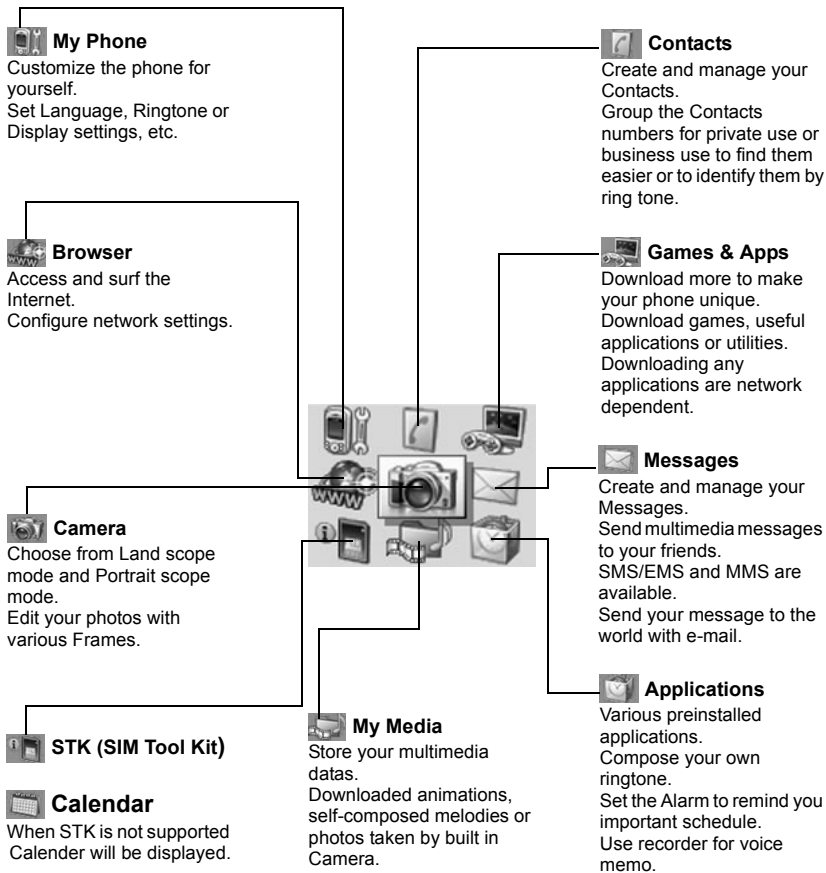 My Phone
Customize the phone for
yourself.
Set Language, Ringtone or
Display settings, etc.
Browser
Access and surf the
Internet.
Configure network settings.
Camera
Choose from Land scope
mode and Portrait scope
mode.
Edit your photos with
various Frames.
STK (SIM Tool Kit)
Calendar
When STK is not supported
Calender will be displayed.
WWW
My Media
Store your multimedia
datas.
Downloaded animations,
self-composed melodies or
photos taken by built in
Camera.
Contacts
Create and manage your
Contacts.
Group the Contacts
numbers for private use or
business use to find them
easier or to identify them by
ring tone.
Games & Apps
Download more to make
your phone unique.
Download games, useful
applications or utilities.
Downloading any
applications are network
dependent.
Messages
Create and manage your
Messages.
Send multimedia messages
to your friends.
SMS/EMS and MMS are
available.
Send your message to the
world with e-mail.
Applications
Various preinstalled
applications.
Compose your own
ringtone.
Set the Alarm to remind you
important schedule.
Use recorder for voice
memo.